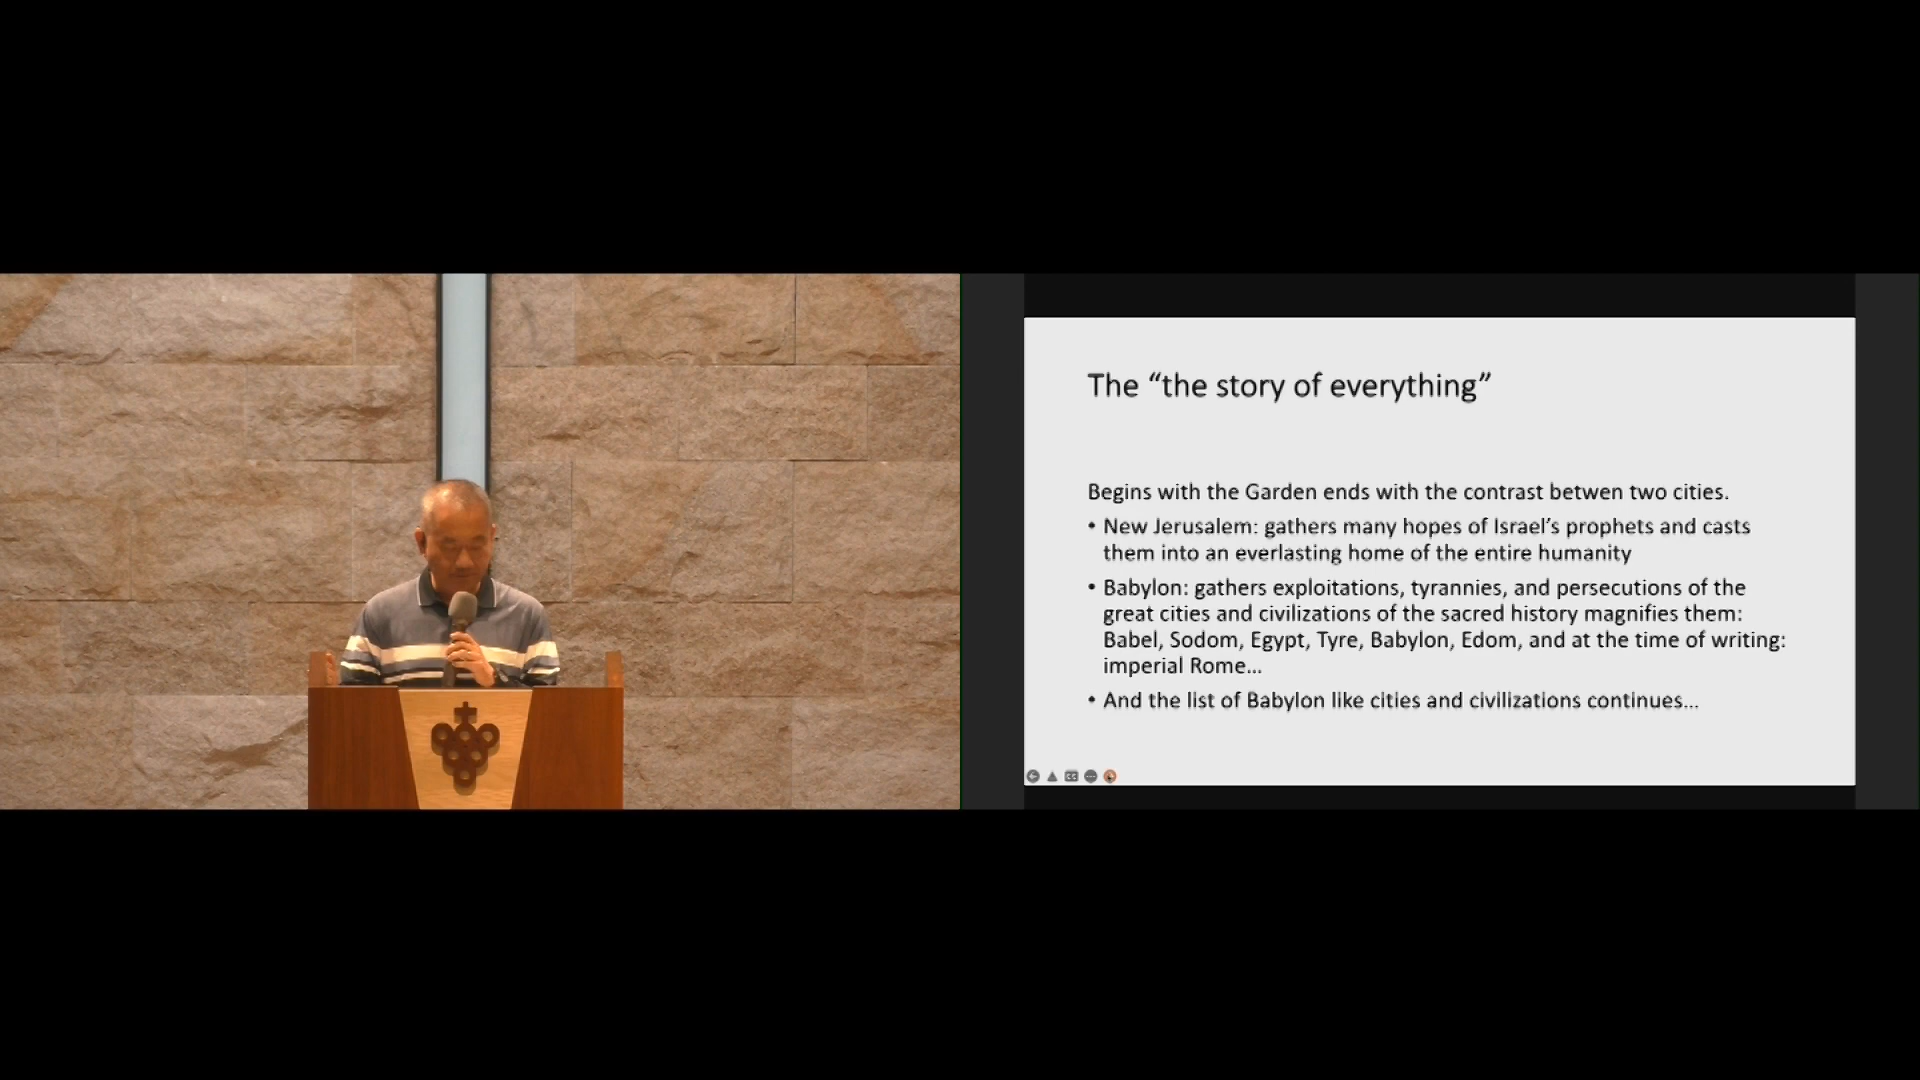 The “the story of everything”
Begins with the Garden ends with the contrast betwen two cities.
• New Jerusalem: gathers many hopes of Israel’s prophets and casts
them into an everlasting home of the entire humanity
• Babylon: gathers exploitations, tyrannies, and persecutions of the
great cities and civilizations of the sacred history magnifies them:
Babel, Sodom, Egypt, Tyre, Babylon, Edom, and at the time of writing:
imperial Rome...
• And the list of Babylon like cities and civilizations continues...